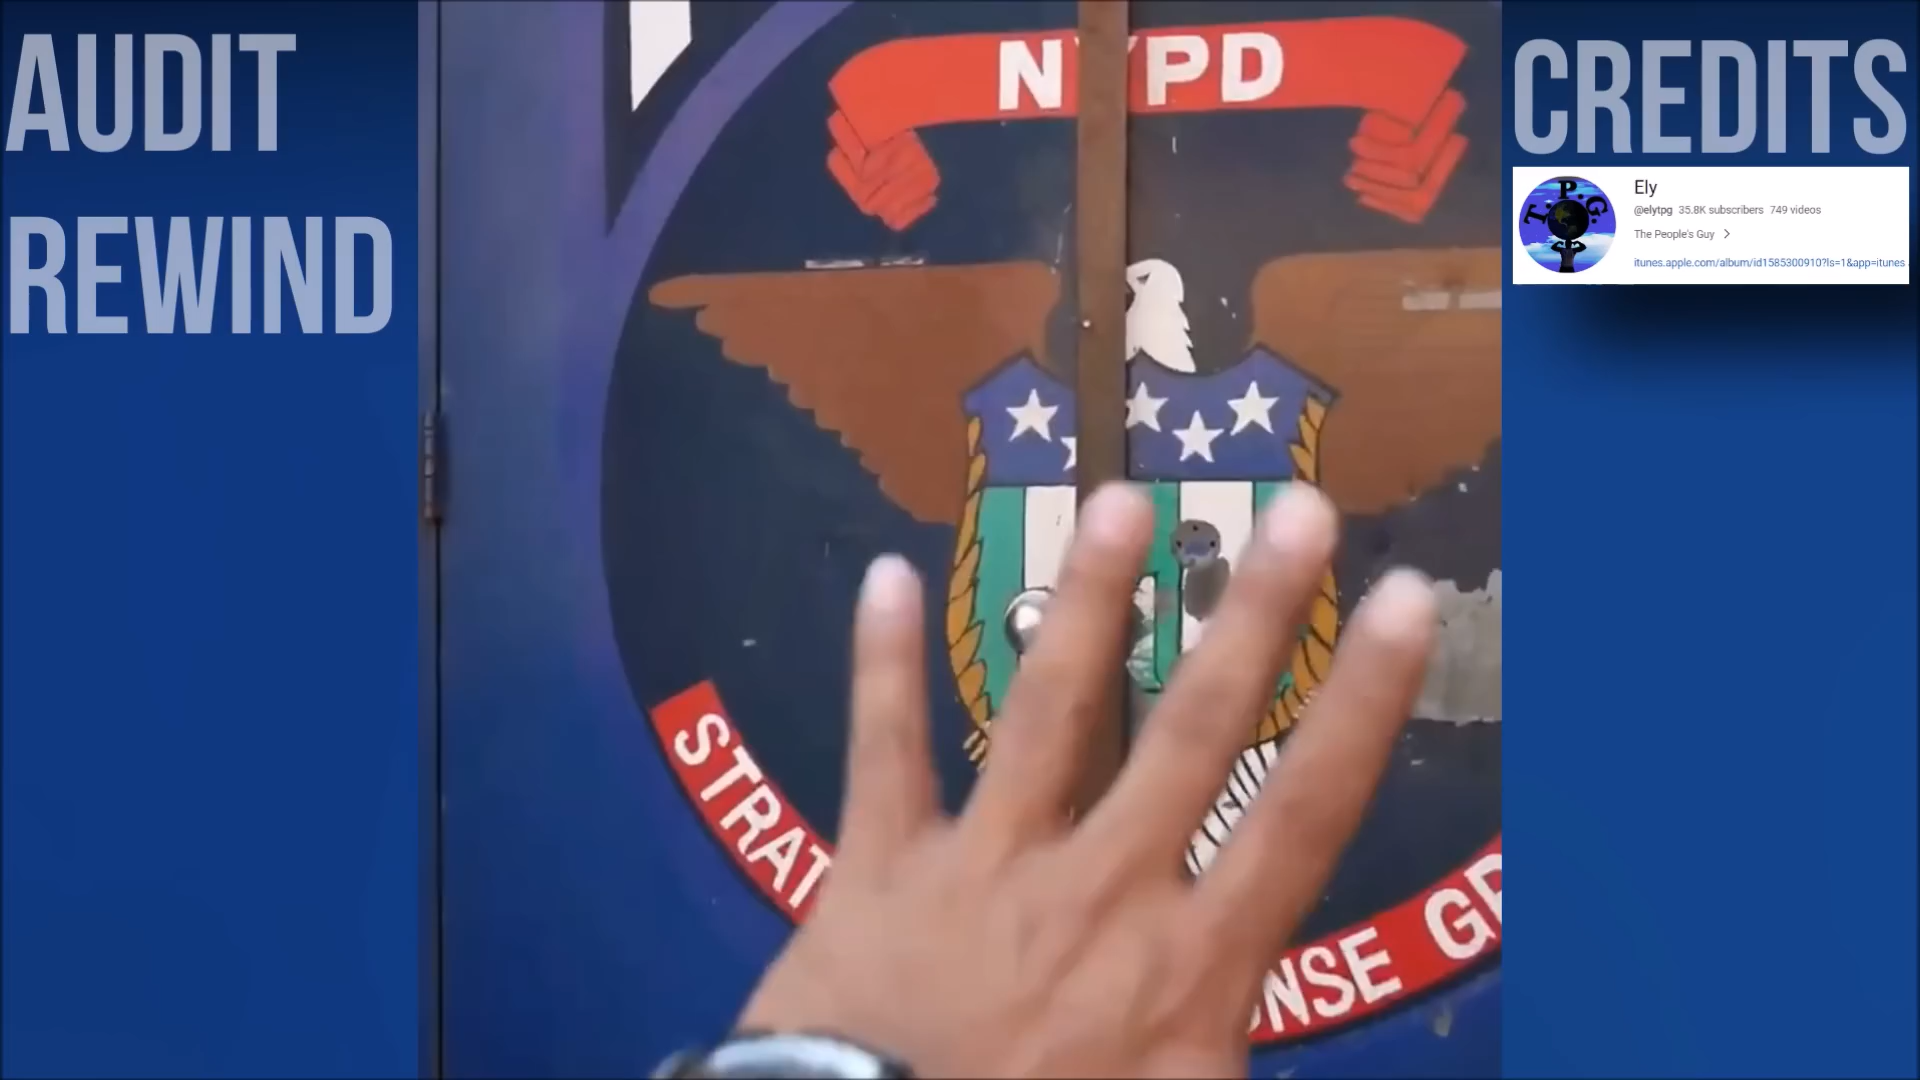 AUDIT
REWIND
NYPD
STRAT
NSE GR
CREDITS
T.P.G.
Ely
@elytpg 35.8K subscribers 749 videos
The People's Guy >
itunes.apple.com/album/id1585300910?ls=1&app=itunes